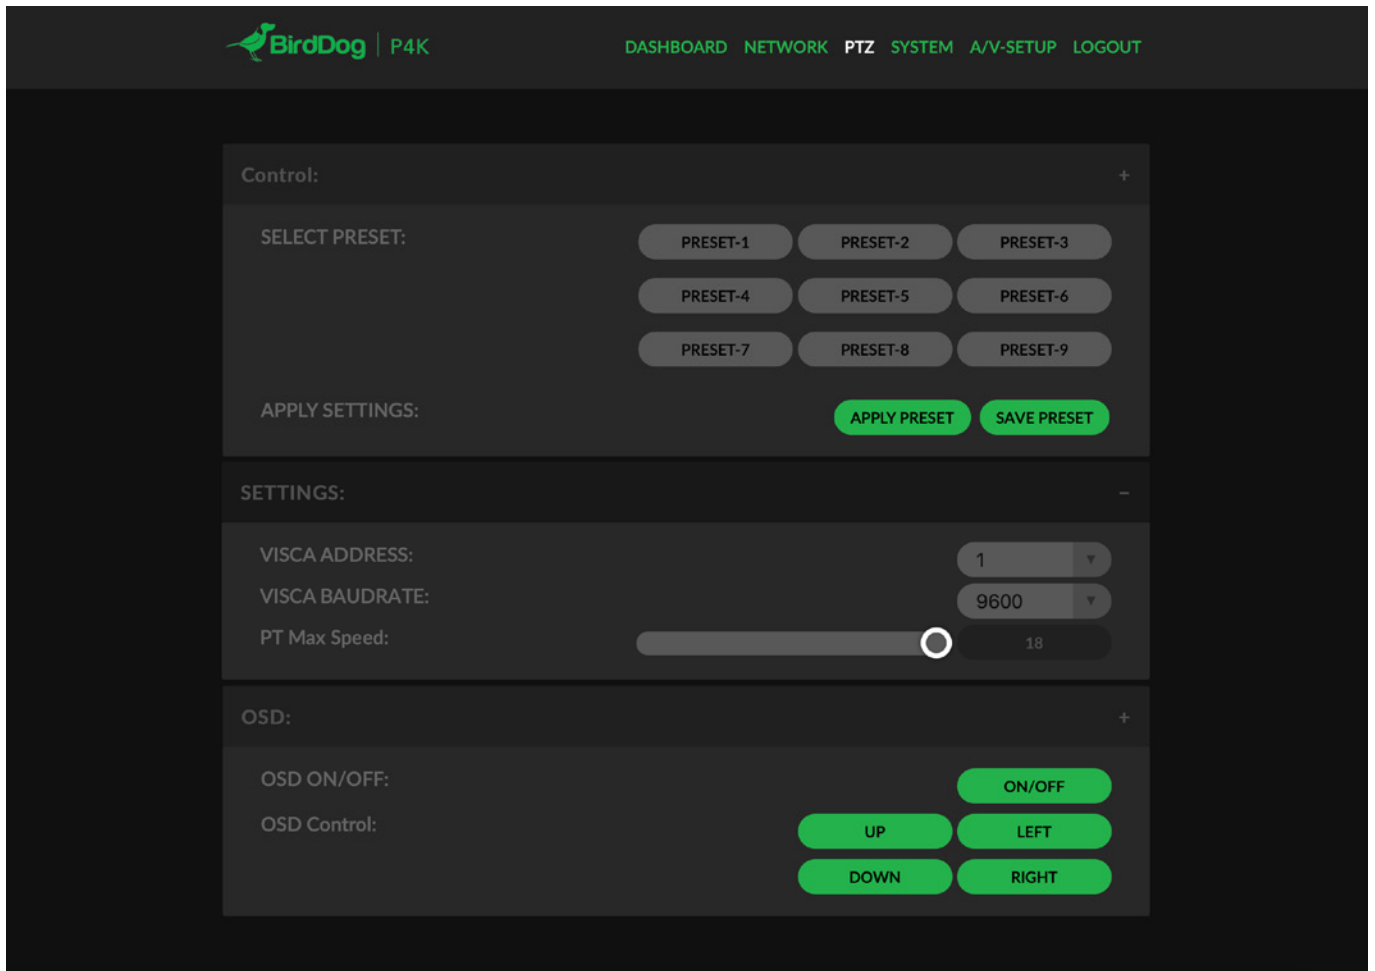 BirdDog | P4K DASHBOARD NETWORK PTZ SYSTEM A/V-SETUP LOGOUT
Control: +
SELECT PRESET: PRESET-1 PRESET-2 PRESET-3
PRESET-4 PRESET-5 PRESET-6
PRESET-7 PRESET-8 PRESET-9
APPLY SETTINGS: APPLY PRESET SAVE PRESET
SETTINGS: −
VISCA ADDRESS: 1
VISCA BAUDRATE: 9600
PT Max Speed: 18
OSD: +
OSD ON/OFF: ON/OFF
OSD Control: UP LEFT
DOWN RIGHT